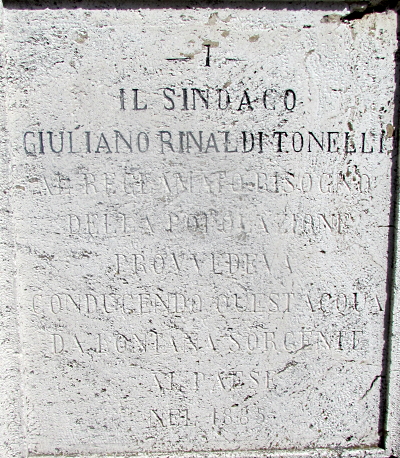 — I —
IL SINDACO
GIULIANO RINALDI TONELLI
AL RECLAMATO BISOGNO
DELLA POPOLAZIONE
PROVVEDEVA
CONDUCENDO QUEST'ACQUA
DA LONTANA SORGENTE
AL PAESE
NEL